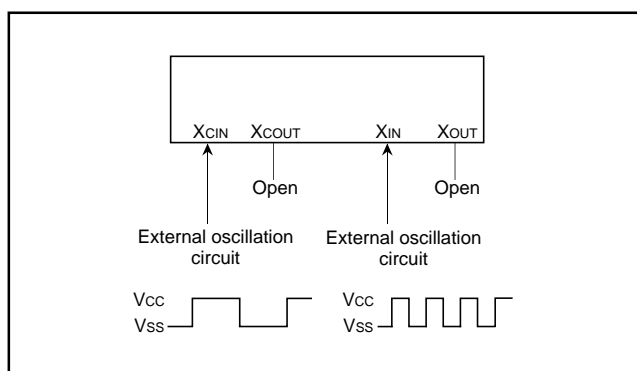 XCIN XCOUT XIN XOUT
Open Open
External oscillation External oscillation
circuit circuit
VCC VCC
VSS VSS